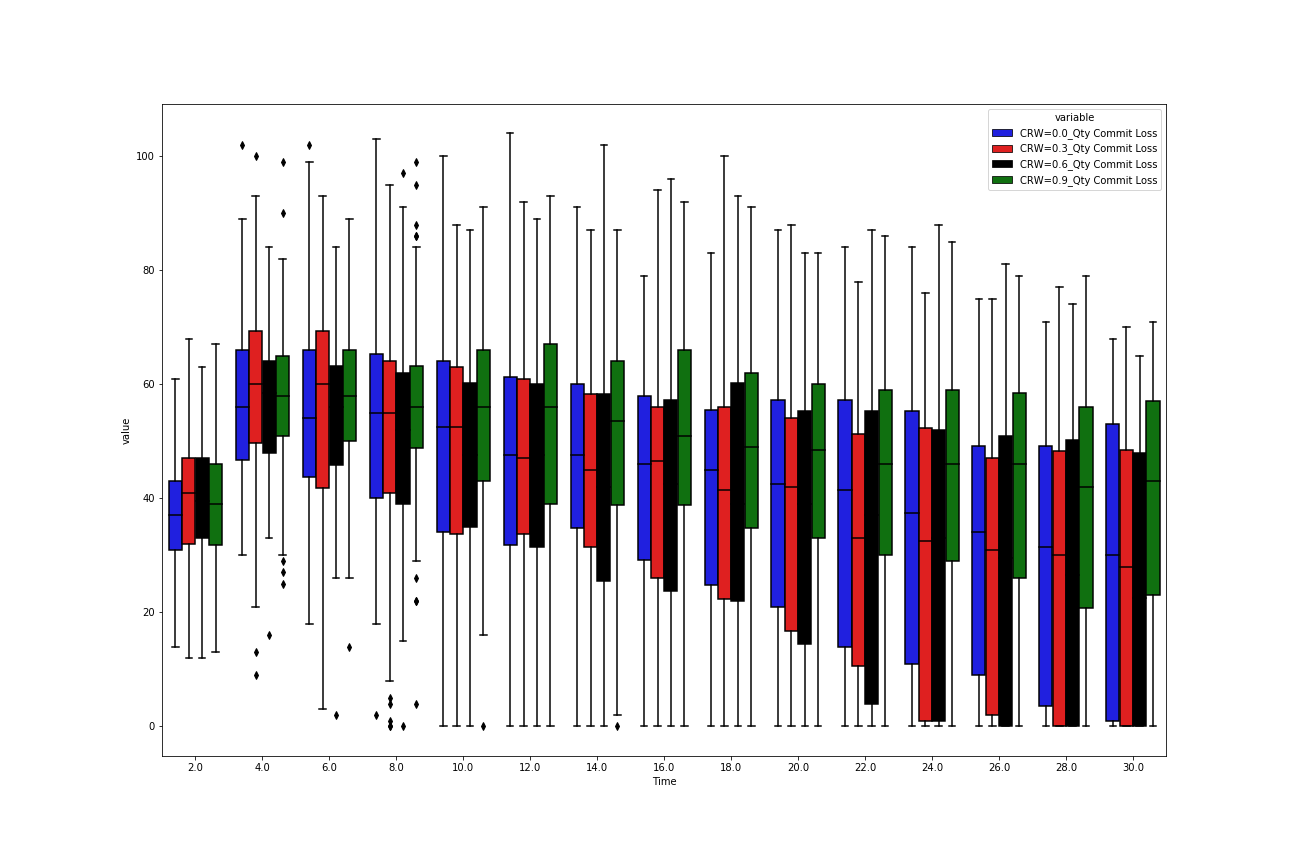 variable
CRW=0.0_Qty Commit Loss
CRW=0.3_Qty Commit Loss
CRW=0.6_Qty Commit Loss
CRW=0.9_Qty Commit Loss
100
80
60
40
20
0
value
2.0 4.0 6.0 8.0 10.0 12.0 14.0 16.0 18.0 20.0 22.0 24.0 26.0 28.0 30.0
Time